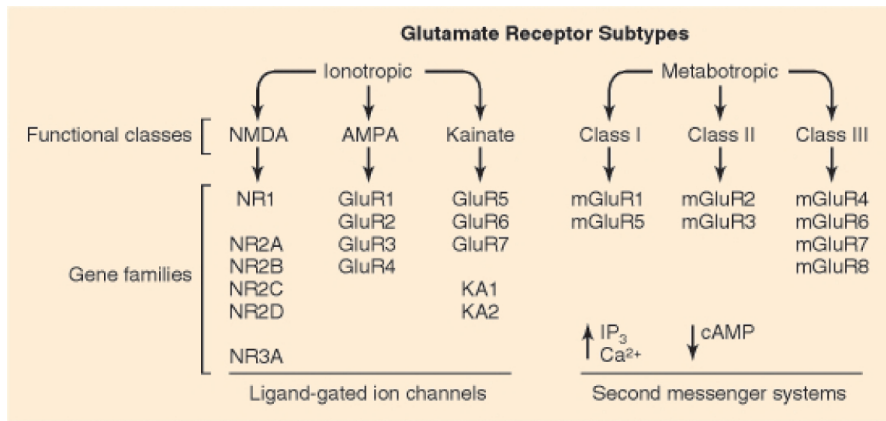 Glutamate Receptor Subtypes
Ionotropic Metabotropic
Functional classes NMDA AMPA Kainate Class I Class II Class III
NR1 GluR1 GluR5 mGluR1 mGluR2 mGluR4
GluR2 GluR6 mGluR5 mGluR3 mGluR6
NR2A GluR3 GluR7 mGluR7
NR2B GluR4 mGluR8
Gene families
NR2C KA1
NR2D KA2
IP3 cAMP
NR3A Ca2+
Ligand-gated ion channels Second messenger systems